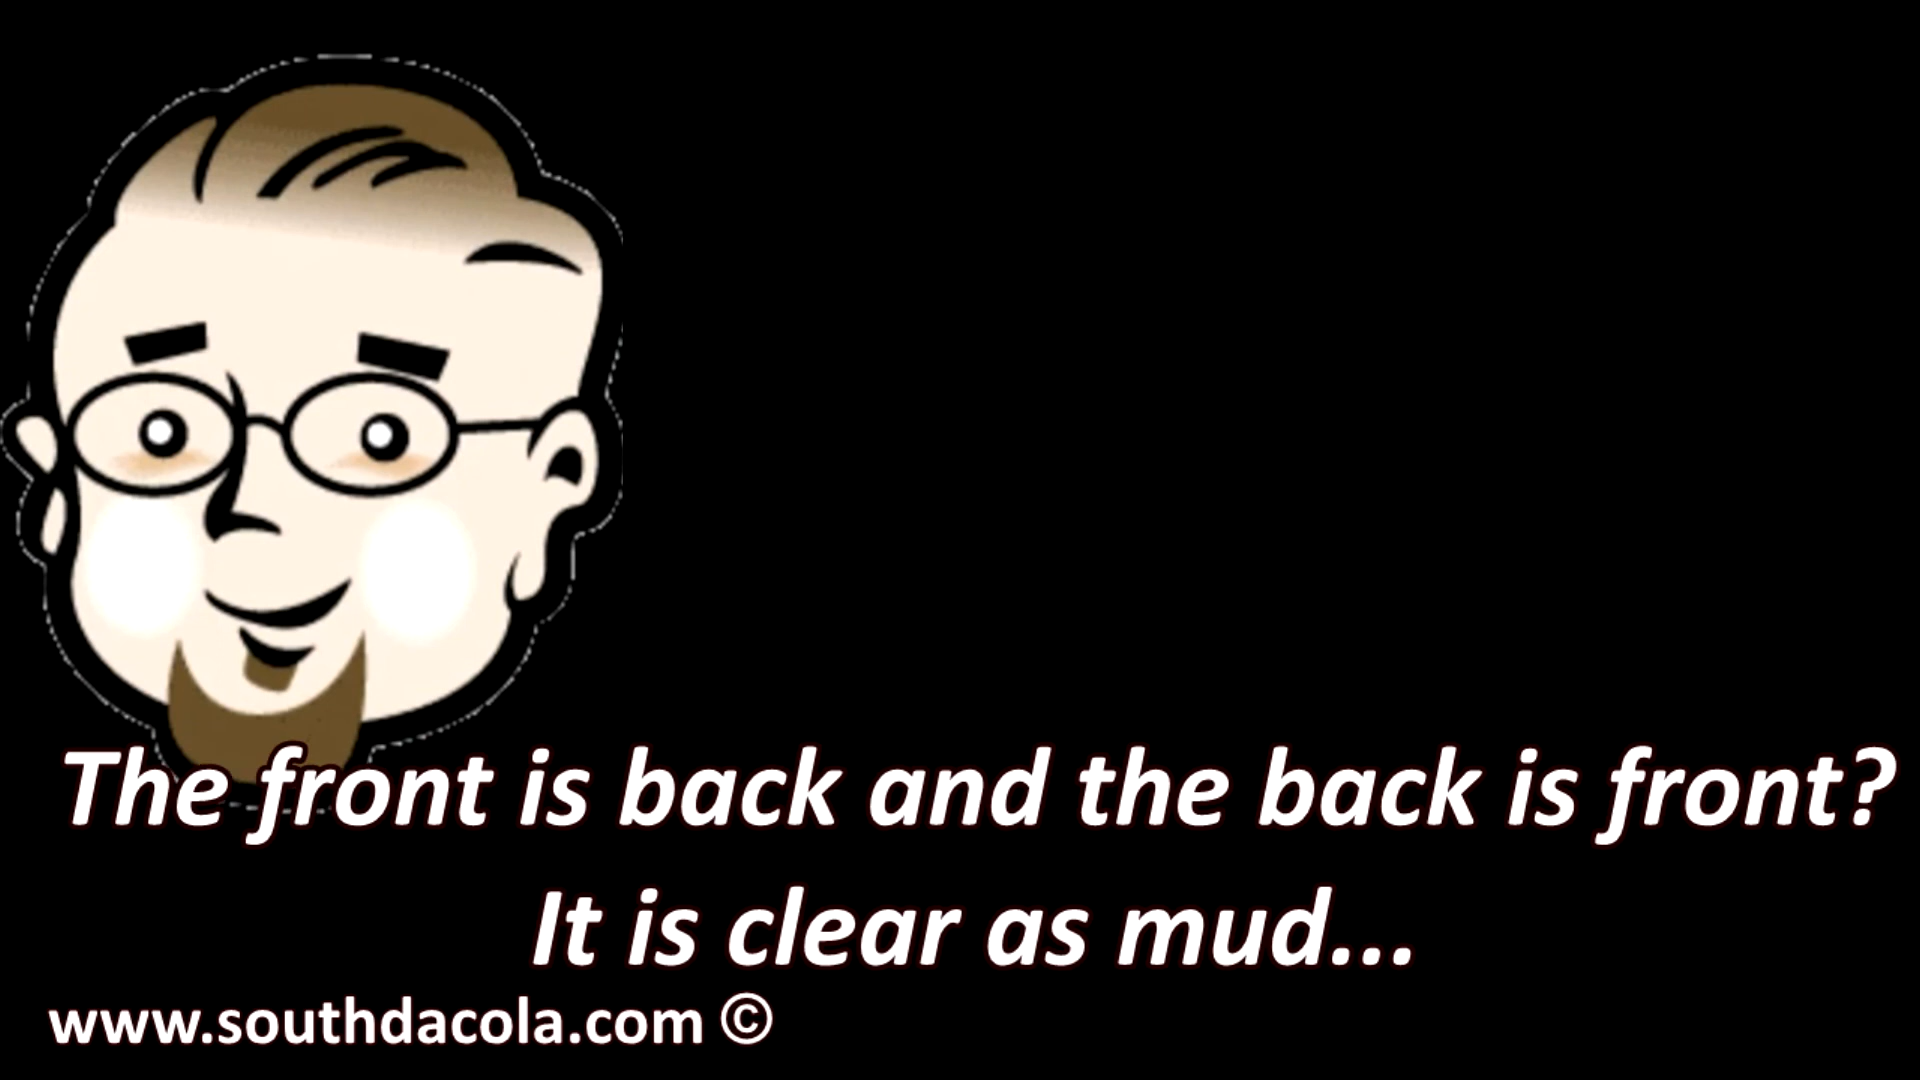 The front is back and the back is front?
It is clear as mud...
www.southdacola.com ©